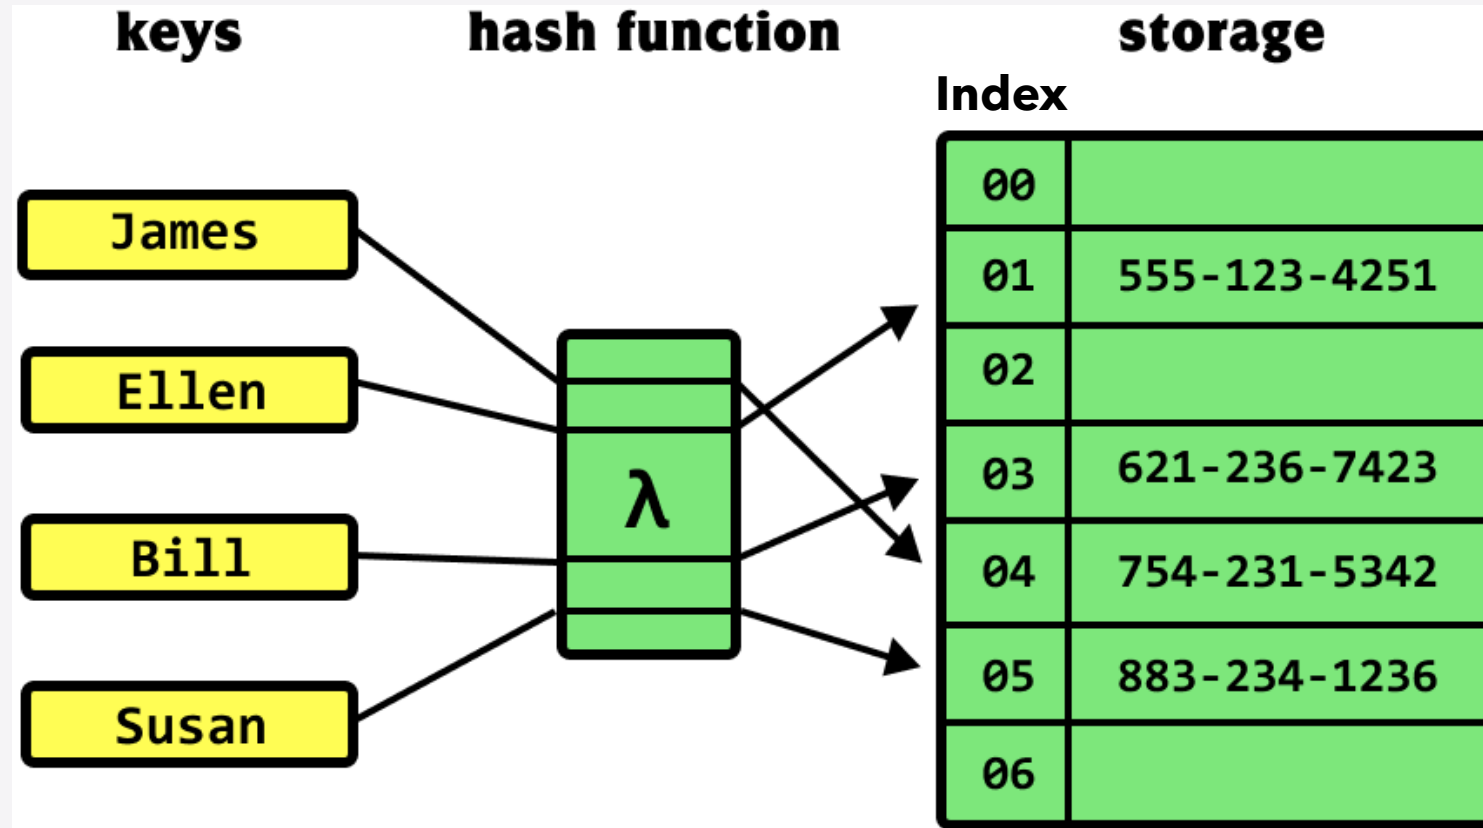 keys
hash function
storage
Index
James
Ellen
Bill
Susan
λ
00
01 555-123-4251
02
03 621-236-7423
04 754-231-5342
05 883-234-1236
06